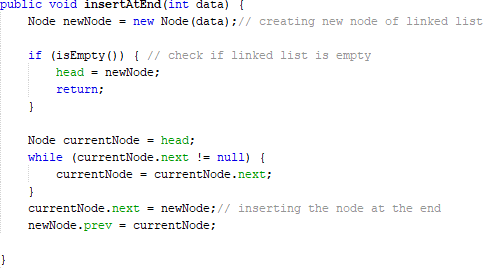 public void insertAtEnd(int data) {
    Node newNode = new Node(data);// creating new node of linked list

    if (isEmpty()) { // check if linked list is empty
        head = newNode;
        return;
    }

    Node currentNode = head;
    while (currentNode.next != null) {
        currentNode = currentNode.next;
    }
    currentNode.next = newNode;// inserting the node at the end
    newNode.prev = currentNode;

}